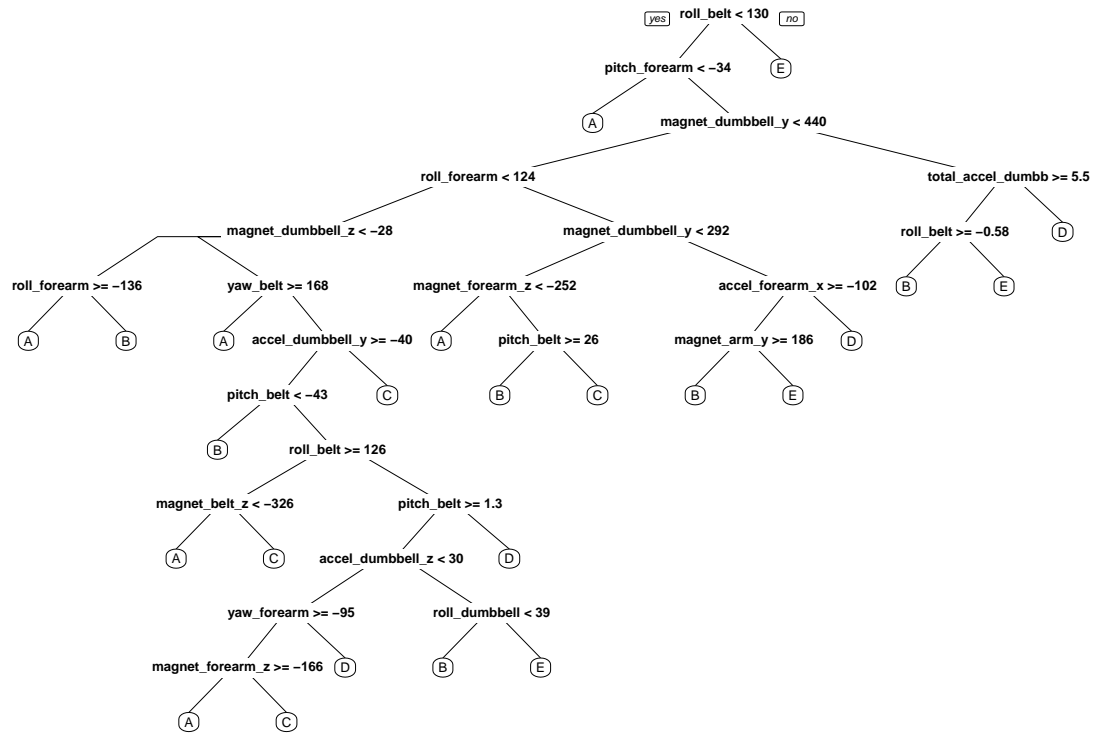 yes roll_belt < 130 no
pitch_forearm < −34 E
A magnet_dumbbell_y < 440
roll_forearm < 124 total_accel_dumbb >= 5.5
magnet_dumbbell_z < −28 magnet_dumbbell_y < 292 roll_belt >= −0.58 D
roll_forearm >= −136 yaw_belt >= 168 magnet_forearm_z < −252 accel_forearm_x >= −102 B E
A B A accel_dumbbell_y >= −40 A pitch_belt >= 26 magnet_arm_y >= 186 D
pitch_belt < −43 C B C B E
B roll_belt >= 126
magnet_belt_z < −326 pitch_belt >= 1.3
A C accel_dumbbell_z < 30 D
yaw_forearm >= −95 roll_dumbbell < 39
magnet_forearm_z >= −166 D B E
A C